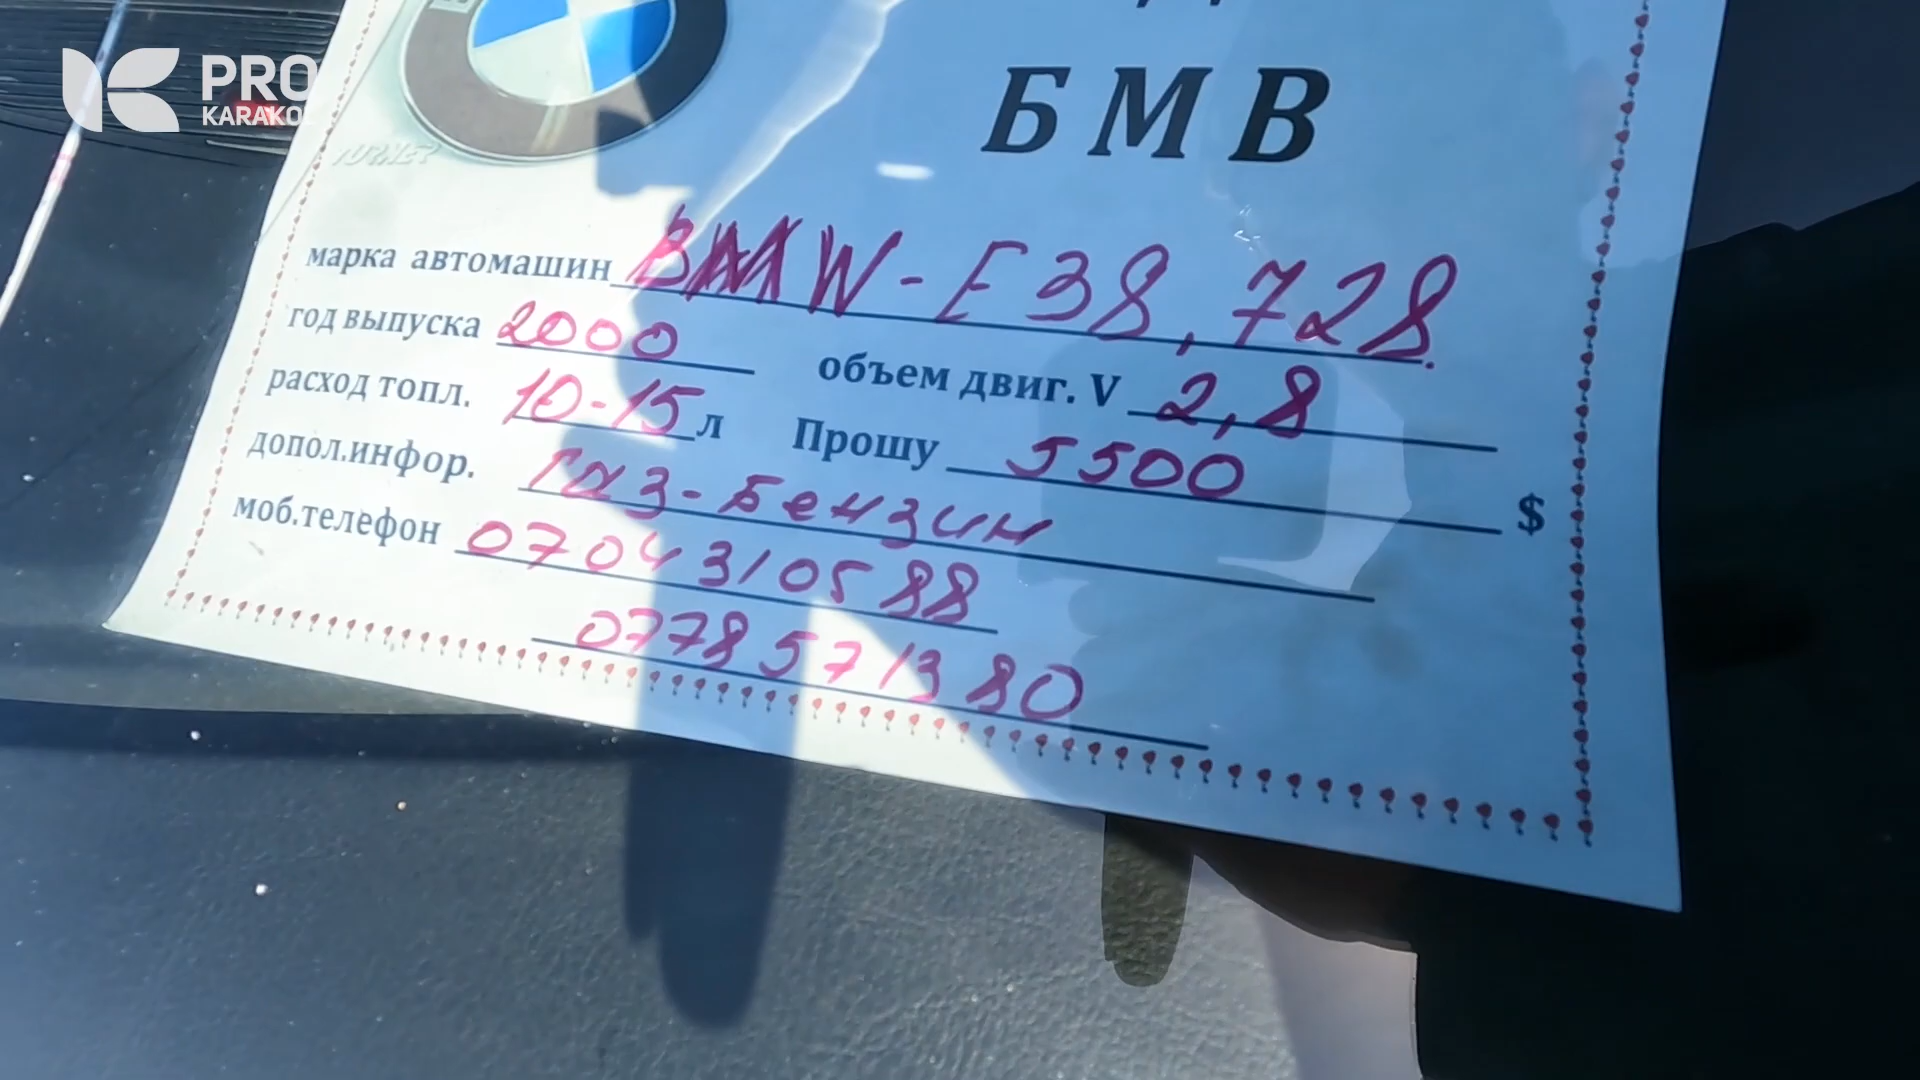 PRO
KARAKOL
TURNER
БМВ
марка автомашин BMW-E38, 728.
год выпуска 2000 объем двиг. V 2,8
расход топл. 10-15 л Прошу 5500 $
допол.инфор. Газ-Бензин
моб.телефон 0704310588
0778571380